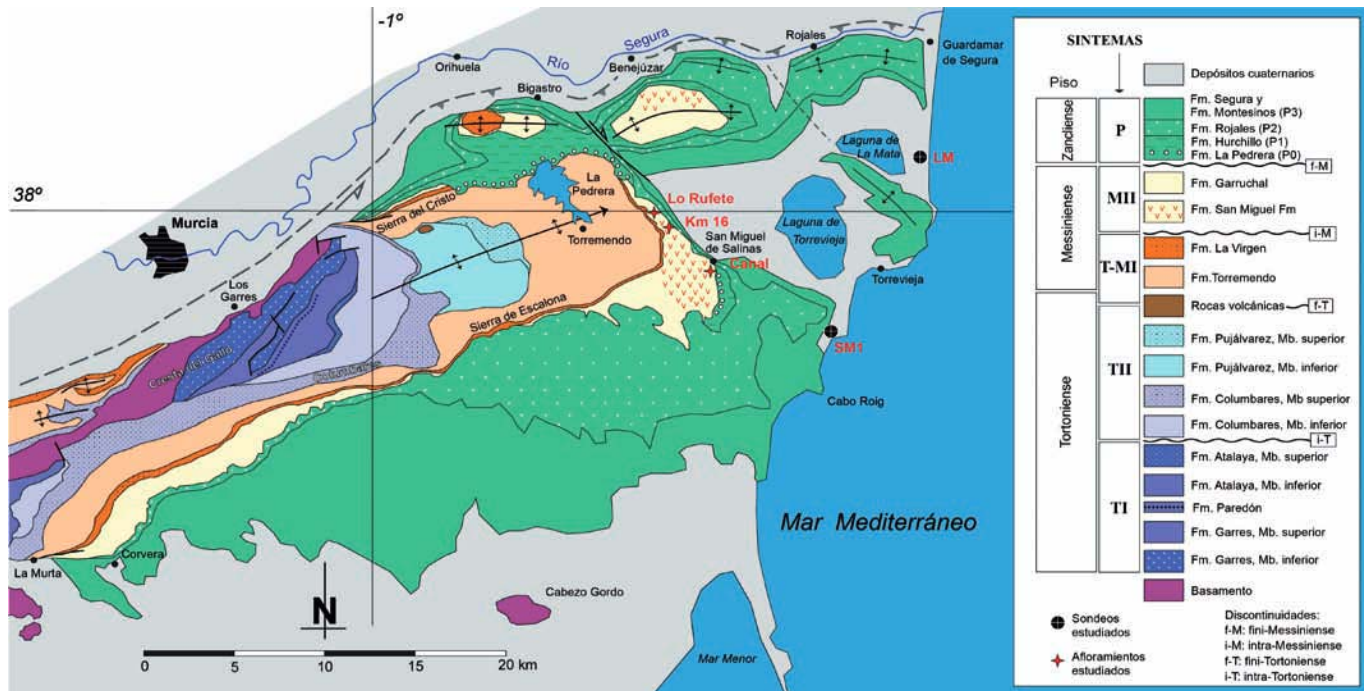 -1º
Orihuela
Río
Segura
Benejúzar
Rojales
Guardamar
de Segura
Bigastro
Laguna de
La Mata
LM
38º
Murcia
Sierra del Cristo
La
Pedrera
Lo Rufete
Km 16
Torremendo
San Miguel
de Salinas
Canal
Laguna de
Torrevieja
Torrevieja
Los
Garres
Cresta del Gallo
Columbares
Sierra de Escalona
SM1
Cabo Roig
Mar Mediterráneo
La Murta
Corvera
N
Cabezo Gordo
Mar Menor
0
5
10
15
20 km
SINTEMAS
Piso
Zancliense
Messiniense
Tortoniense
P
MII
T-MI
TII
TI
Depósitos cuaternarios
Fm. Segura y
Fm. Montesinos (P3)
Fm. Rojales (P2)
Fm. Hurchillo (P1)
Fm. La Pedrera (P0)
f-M
Fm. Garruchal
Fm. San Miguel Fm
i-M
Fm. La Virgen
Fm.Torremendo
Rocas volcánicas
f-T
Fm. Pujálvarez, Mb. superior
Fm. Pujálvarez, Mb. inferior
Fm. Columbares, Mb superior
Fm. Columbares, Mb. inferior
i-T
Fm. Atalaya, Mb. superior
Fm. Atalaya, Mb. inferior
Fm. Paredón
Fm. Garres, Mb. superior
Fm. Garres, Mb. inferior
Basamento
Sondeos
estudiados
Afloramientos
estudiados
Discontinuidades:
f-M: fini-Messiniense
i-M: intra-Messiniense
f-T: fini-Tortoniense
i-T: intra-Tortoniense